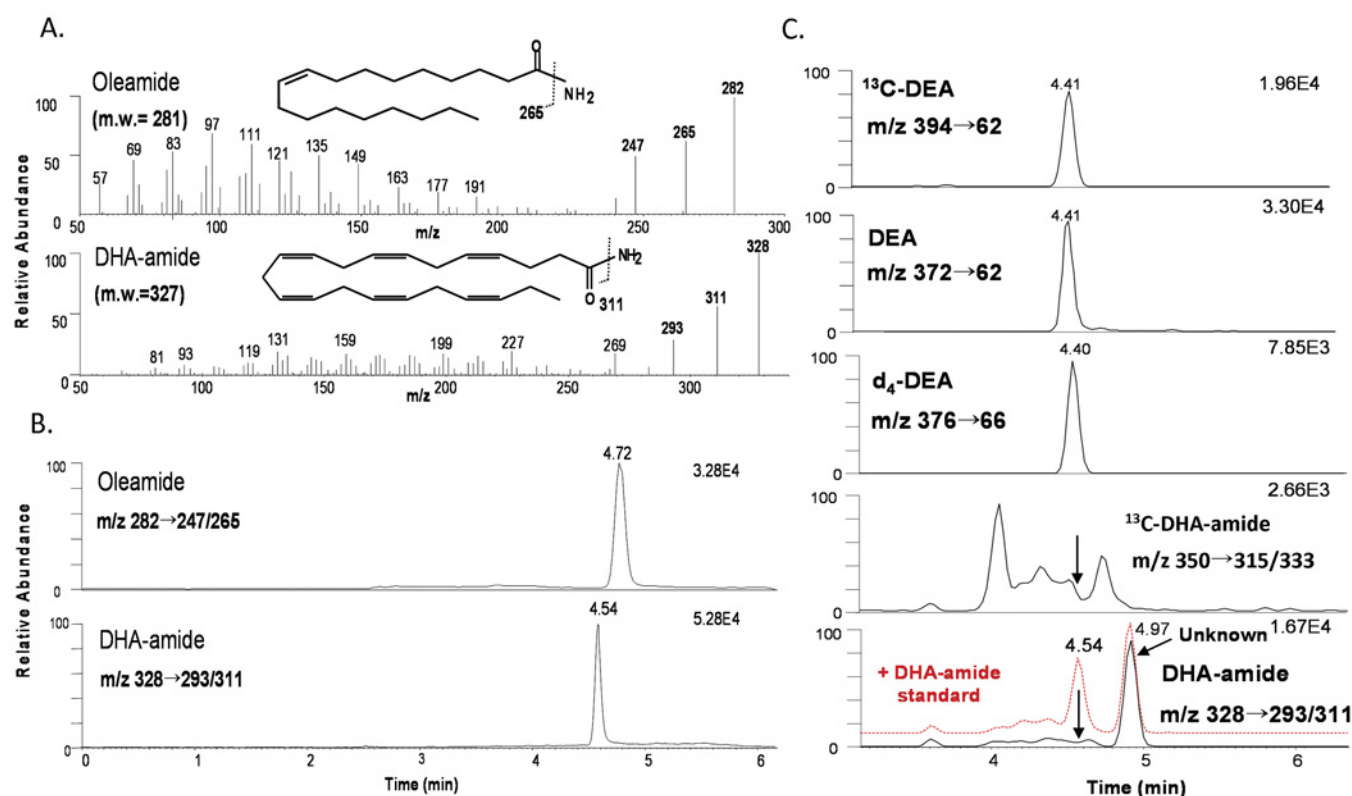 A.
Oleamide
(m.w.= 281)
O
NH2
265
100
50
57
69
83
97
111
121
135
149
163
177
191
247
265
282
50
100
150
200
250
300
m/z
DHA-amide
(m.w.=327)
NH2
O
311
100
50
0
81
93
119
131
159
199
227
269
293
311
328
50
100
150
200
250
300
m/z
Relative Abundance
B.
Oleamide
m/z 282→247/265
4.72
3.28E4
100
0
DHA-amide
m/z 328→293/311
4.54
5.28E4
100
0
0
1
2
3
4
5
6
Time (min)
Relative Abundance
C.
13C-DEA
m/z 394→62
4.41
1.96E4
100
0
DEA
m/z 372→62
4.41
3.30E4
100
0
d4-DEA
m/z 376→66
4.40
7.85E3
100
0
13C-DHA-amide
m/z 350→315/333
2.66E3
100
0
+ DHA-amide
standard
4.54
4.97
Unknown
1.67E4
DHA-amide
m/z 328→293/311
100
0
4
5
6
Time (min)